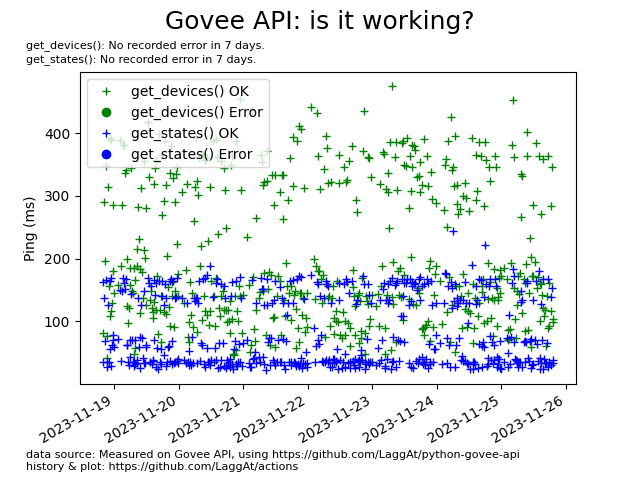 Govee API: is it working?
get_devices(): No recorded error in 7 days.
get_states(): No recorded error in 7 days.
get_devices() OK
get_devices() Error
get_states() OK
get_states() Error
Ping (ms)
400
300
200
100
2023-11-19
2023-11-20
2023-11-21
2023-11-22
2023-11-23
2023-11-24
2023-11-25
2023-11-26
data source: Measured on Govee API, using https://github.com/LaggAt/python-govee-api
history & plot: https://github.com/LaggAt/actions